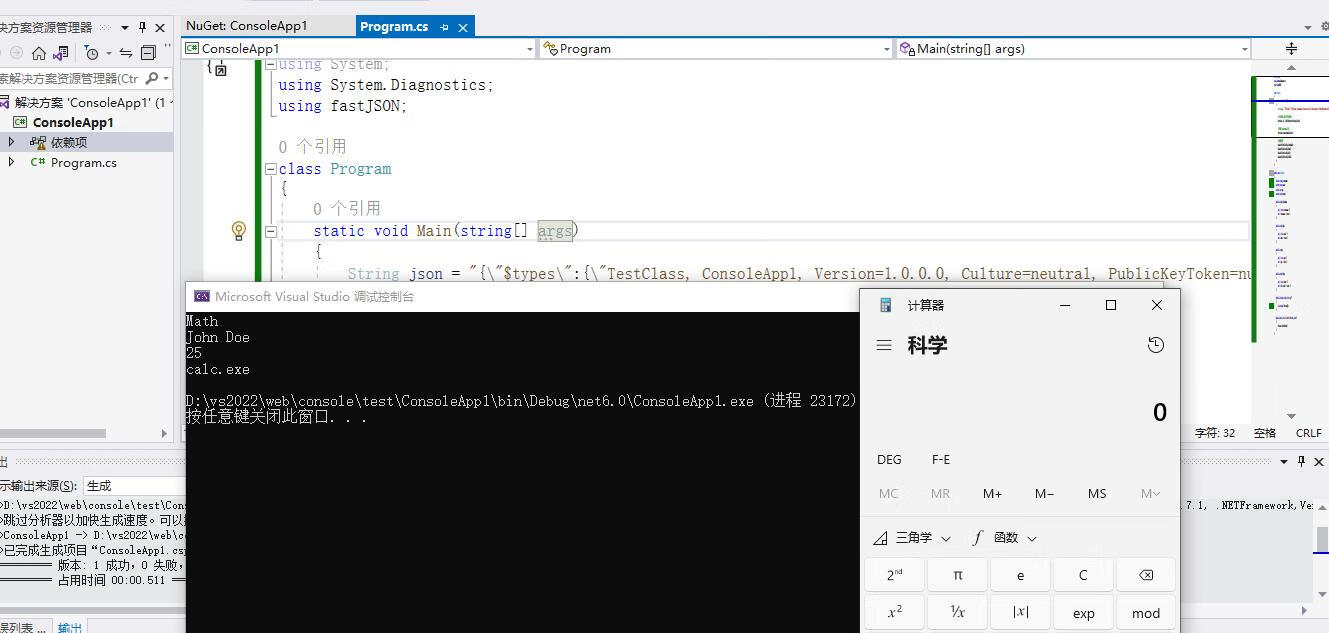 决方案资源管理器
NuGet: ConsoleApp1
Program.cs
ConsoleApp1
Program
Main(string[] args)
索解决方案资源管理器(Ctr
解决方案 'ConsoleApp1' (1
ConsoleApp1
依赖项
C# Program.cs
using System;
using System.Diagnostics;
using fastJSON;
0 个引用
class Program
{
0 个引用
static void Main(string[] args)
{
String json = "{\"$types\":{\"TestClass, ConsoleApp1, Version=1.0.0.0, Culture=neutral, PublicKeyToken=nu
Microsoft Visual Studio 调试控制台
Math
John Doe
25
calc.exe
D:\vs2022\web\console\test\ConsoleApp1\bin\Debug\net6.0\ConsoleApp1.exe (进程 23172)
按任意键关闭此窗口. . .
计算器
科学
0
DEG F-E
MC MR M+ M− MS M
三角学 函数
2nd π e C
x² ¹/x |x| exp mod
字符: 32 空格 CRLF
出
示输出来源(S): 生成
>D:\vs2022\web\console\test\Con
.7.1, .NETFramework,Ve
>跳过分析器以加快生成速度。可以
>ConsoleApp1 -> D:\vs2022\web\c
>已完成生成项目“ConsoleApp1.csp
========== 版本: 1 成功，0 失败，
========== 占用时间 00:00.511 ==
误列表 ... 输出